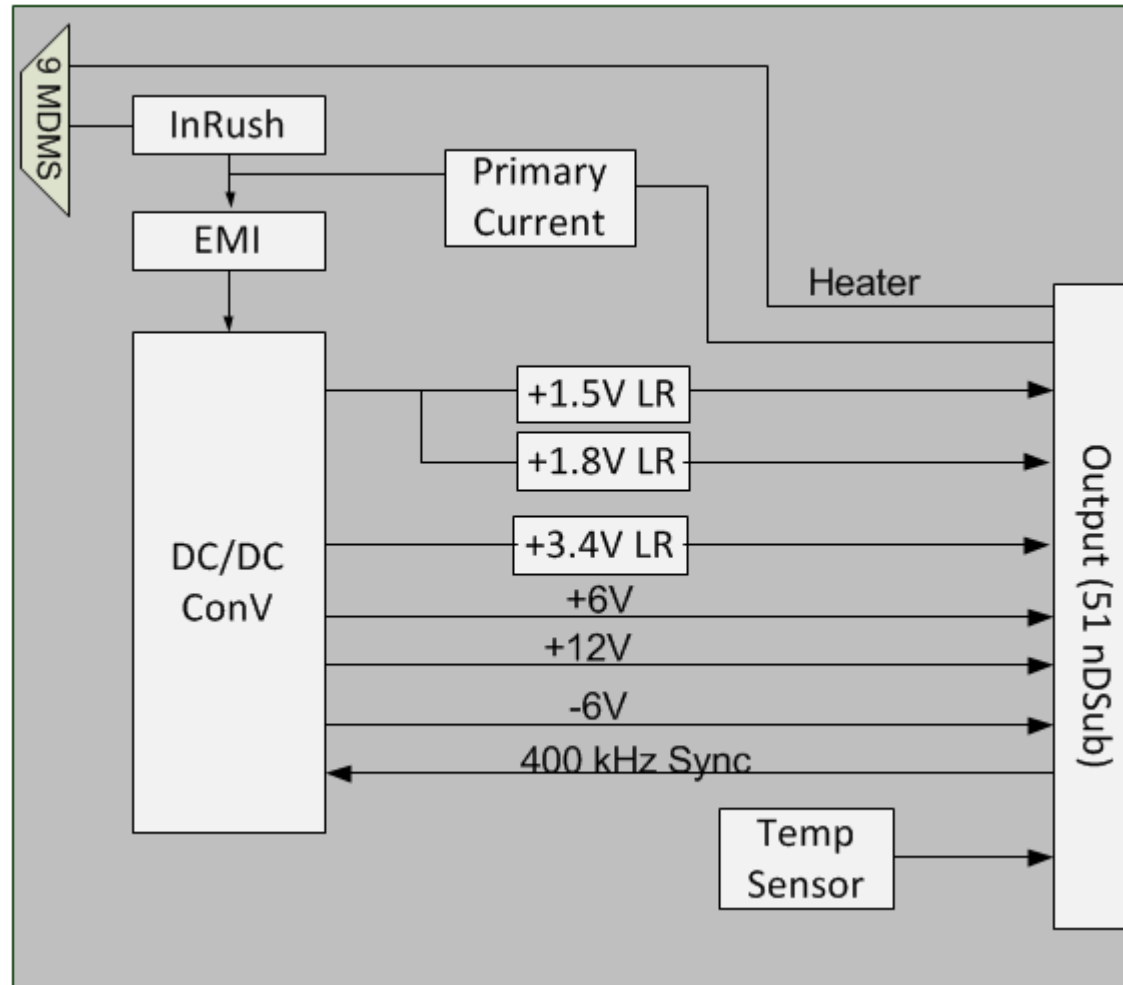 9 MDMS
InRush
Primary
Current
EMI
Heater
+1.5V LR
+1.8V LR
+3.4V LR
DC/DC
ConV
+6V
+12V
-6V
400 kHz Sync
Output (51 nDSub)
Temp
Sensor